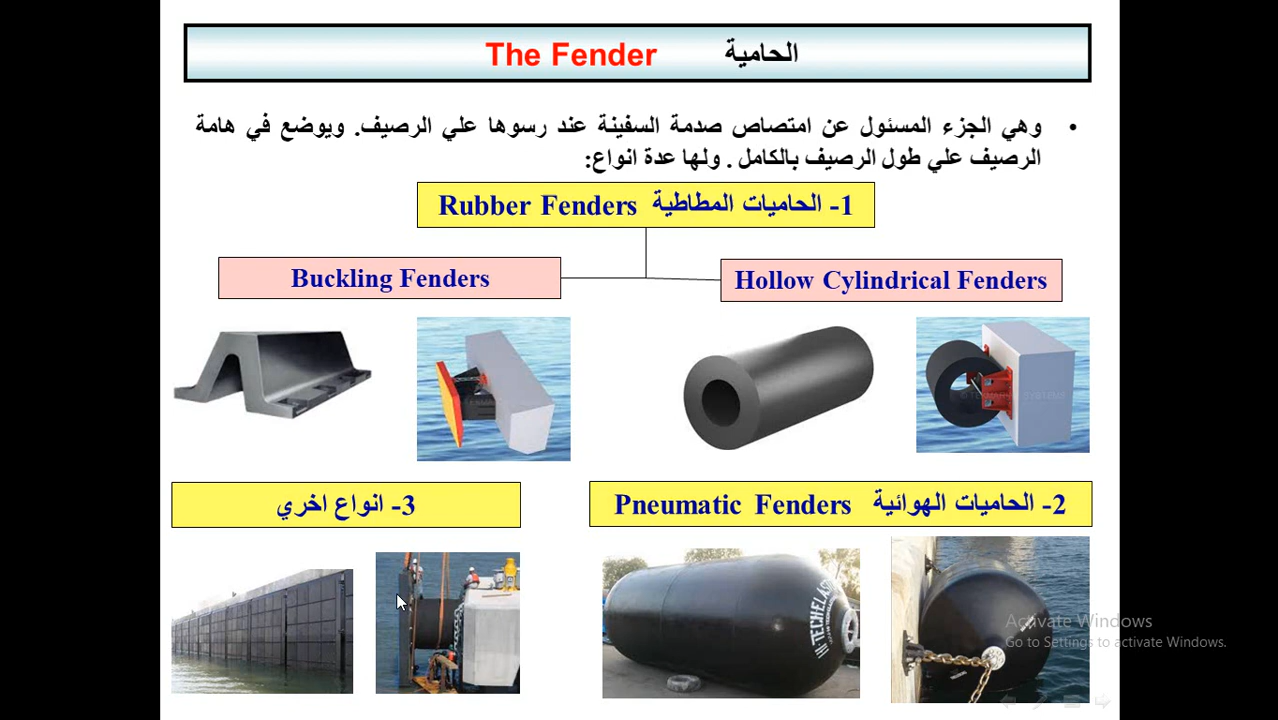 The Fender الحامية
• وهي الجزء المسئول عن امتصاص صدمة السفينة عند رسوها علي الرصيف. ويوضع في هامة
الرصيف علي طول الرصيف بالكامل . ولها عدة انواع:
1- الحاميات المطاطية Rubber Fenders
Buckling Fenders
Hollow Cylindrical Fenders
2- الحاميات الهوائية Pneumatic Fenders
3- انواع اخري
Activate Windows
Go to Settings to activate Windows.